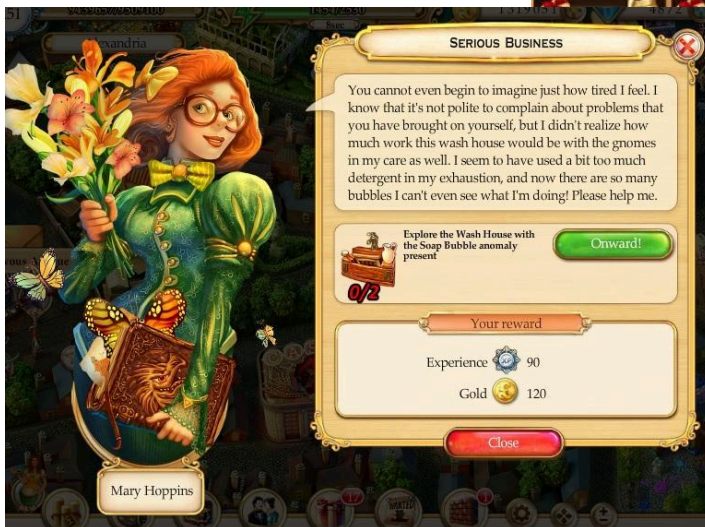 Alexandria
SERIOUS BUSINESS
You cannot even begin to imagine just how tired I feel. I
know that it's not polite to complain about problems that
you have brought on yourself, but I didn't realize how
much work this wash house would be with the gnomes
in my care as well. I seem to have used a bit too much
detergent in my exhaustion, and now there are so many
bubbles I can't even see what I'm doing! Please help me.
Explore the Wash House with
the Soap Bubble anomaly
present
Onward!
0/2
Your reward
Experience XP 90
Gold 120
Close
Mary Hoppins
WANTED